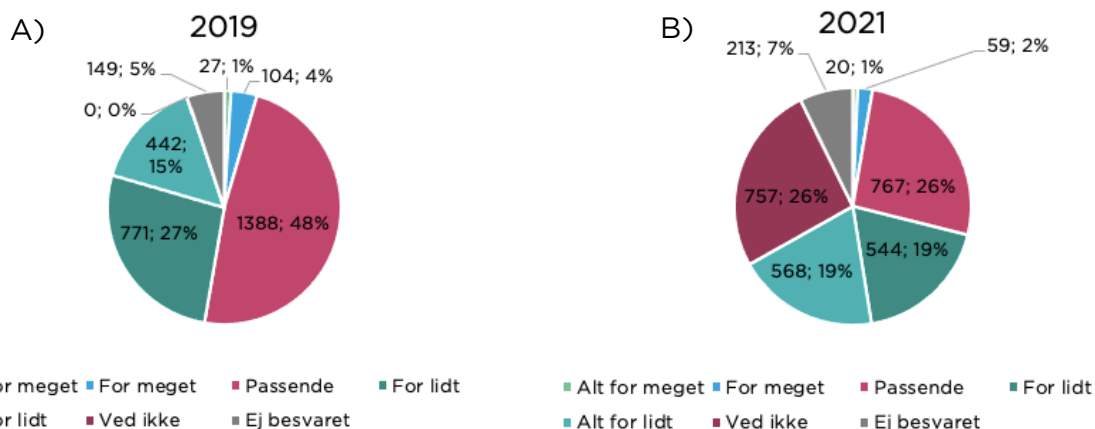 A)
2019
149; 5%
27; 1%
104; 4%
0; 0%
442;
15%
771; 27%
1388; 48%
or meget
For meget
Passende
For lidt
or lidt
Ved ikke
Ej besvaret
B)
2021
213; 7%
59; 2%
20; 1%
757; 26%
767; 26%
544; 19%
568; 19%
Alt for meget
For meget
Passende
For lidt
Alt for lidt
Ved ikke
Ej besvaret